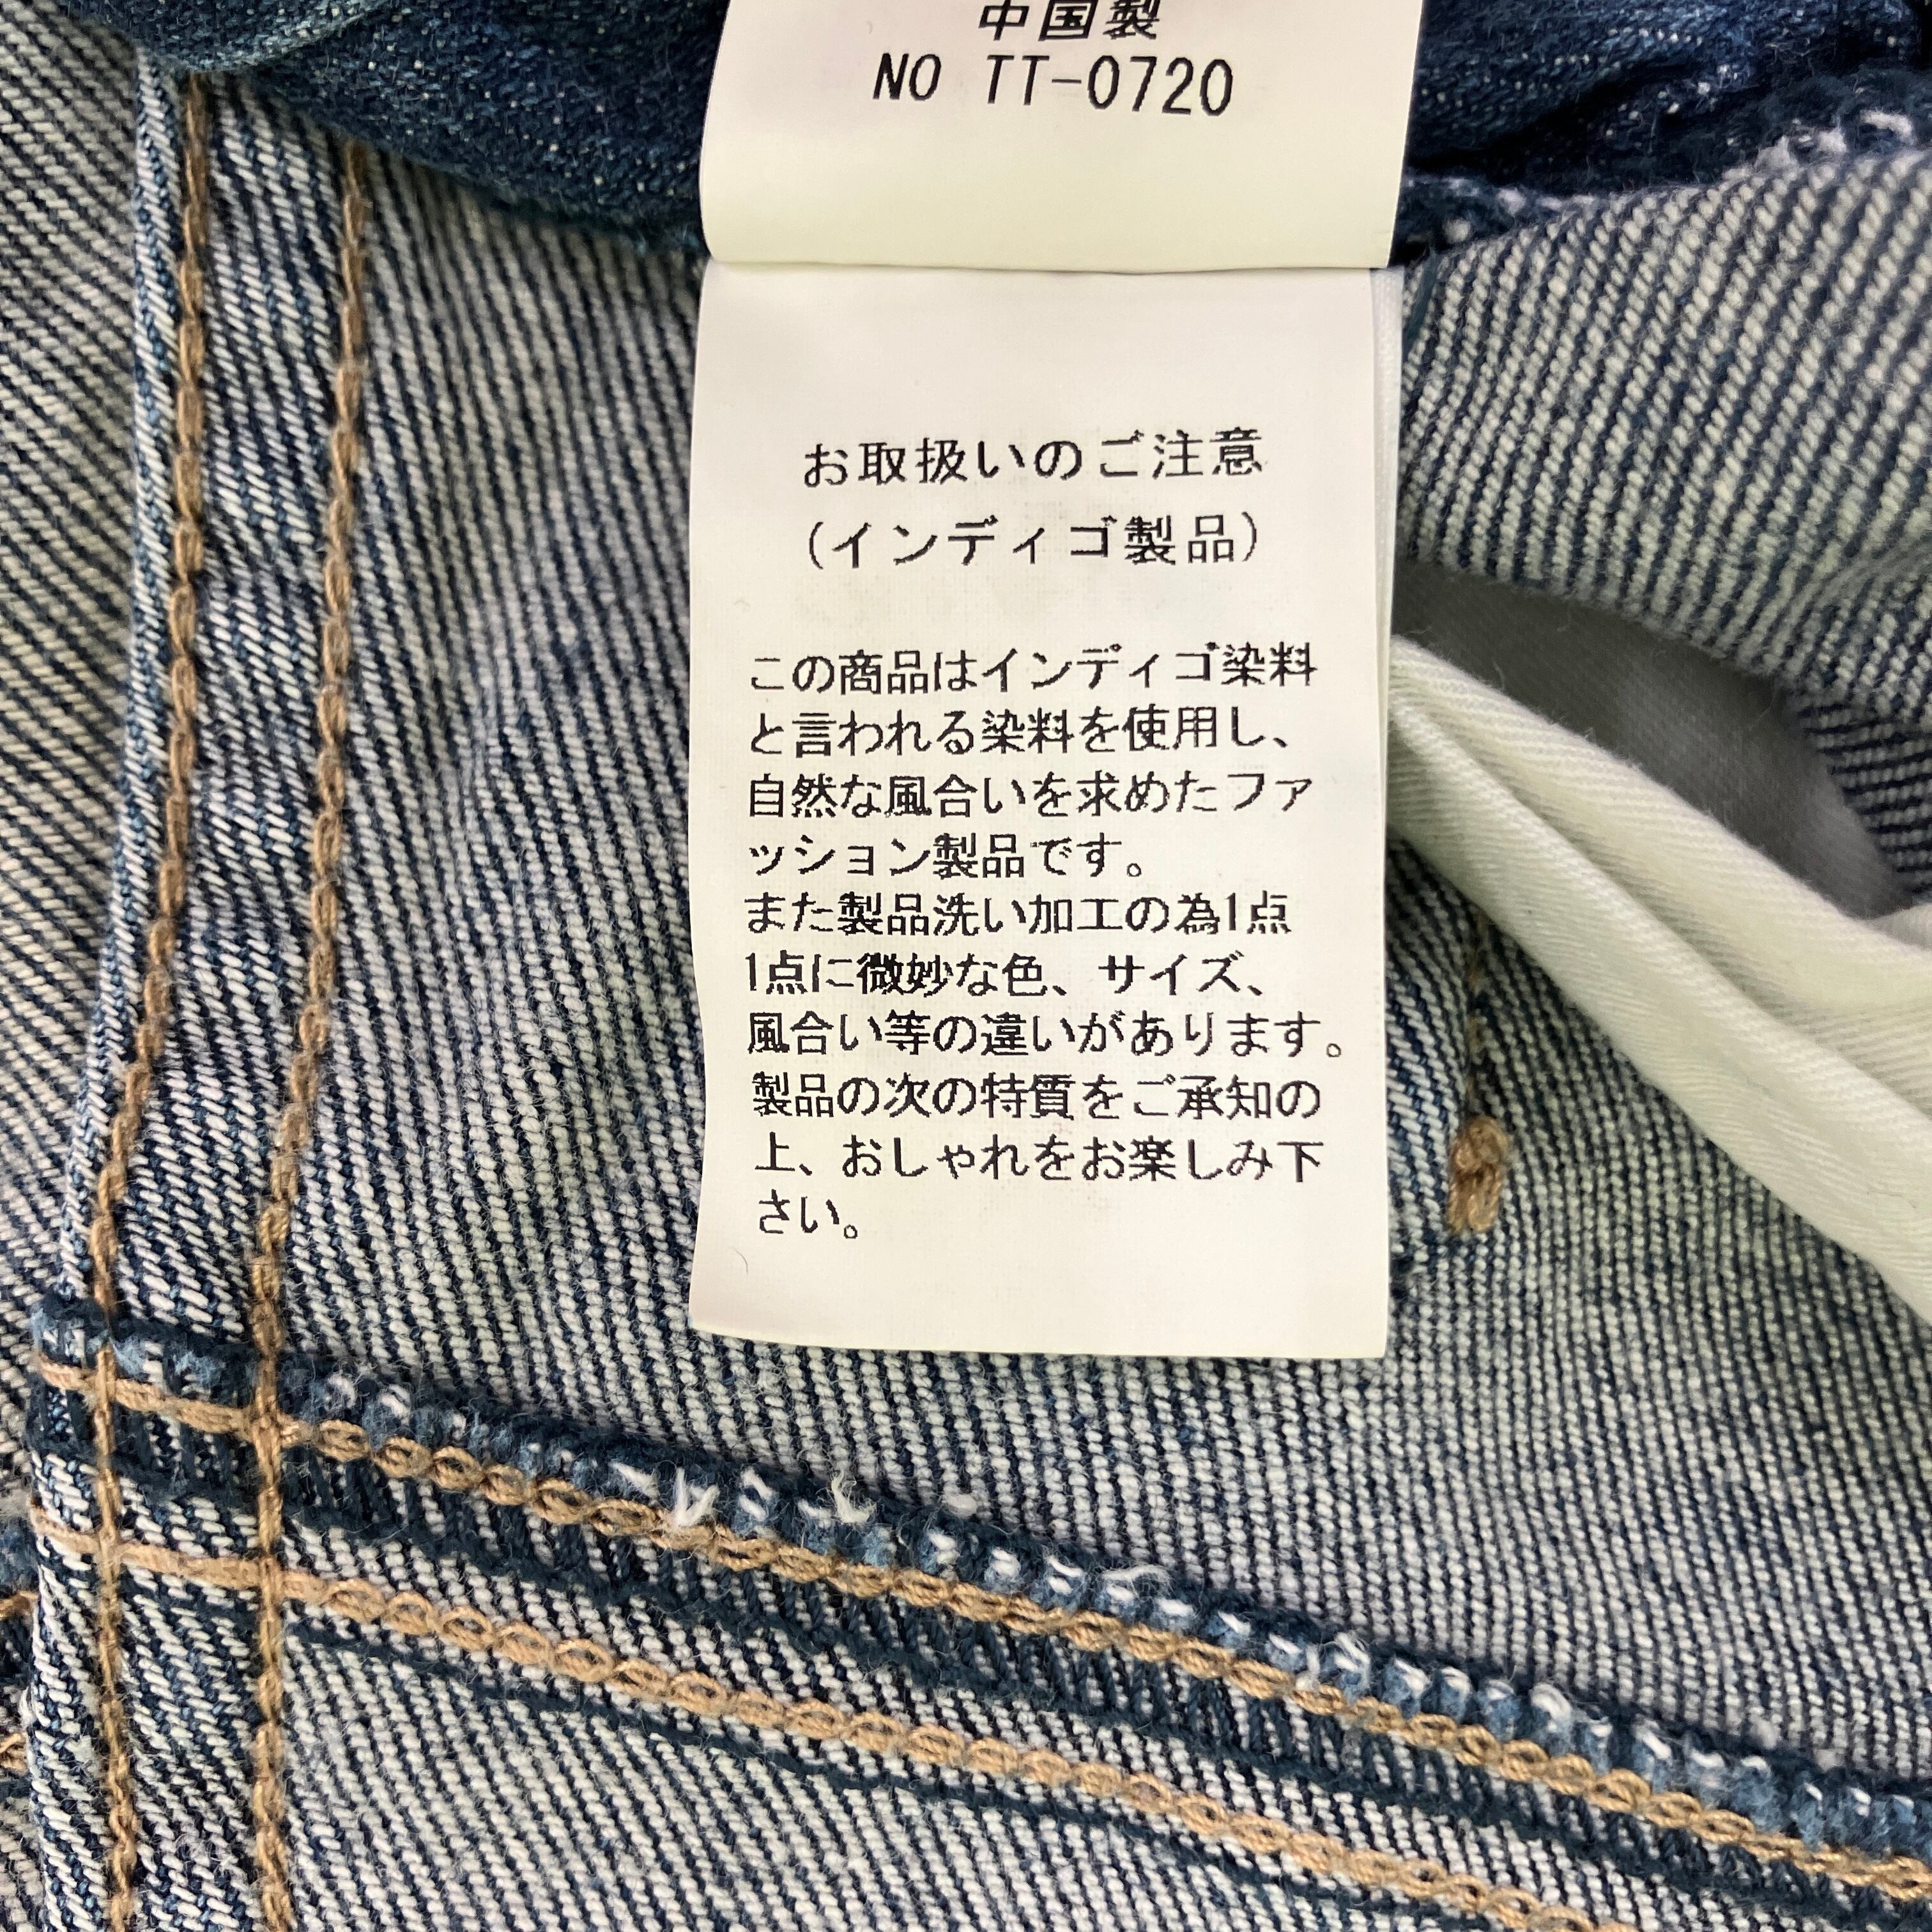 中国製
NO TT-0720
お取扱いのご注意
(インディゴ製品)
この商品はインディゴ染料
と言われる染料を使用し、
自然な風合いを求めたファ
ッション製品です。
また製品洗い加工の為1点
1点に微妙な色、サイズ、
風合い等の違いがあります。
製品の次の特質をご承知の
上、おしゃれをお楽しみ下
さい。